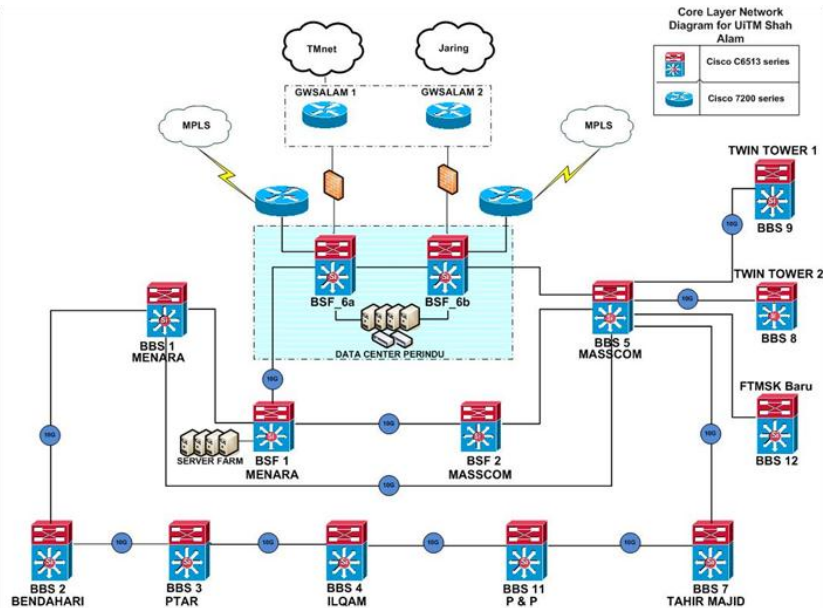 Core Layer Network
Diagram for UiTM Shah
Alam
Cisco C6513 series
Cisco 7200 series
TMnet
Jaring
GWSALAM 1
GWSALAM 2
MPLS
MPLS
TWIN TOWER 1
BBS 9
10G
BSF_6a
BSF_6b
DATA CENTER PERINDU
TWIN TOWER 2
10G
BBS 8
BBS 1
MENARA
BBS 5
MASSCOM
10G
FTMSK Baru
BBS 12
10G
10G
10G
SERVER FARM
BSF 1
MENARA
BSF 2
MASSCOM
10G
10G
BBS 2
BENDAHARI
10G
BBS 3
PTAR
10G
BBS 4
ILQAM
10G
BBS 11
P & P
10G
BBS 7
TAHIR MAJID